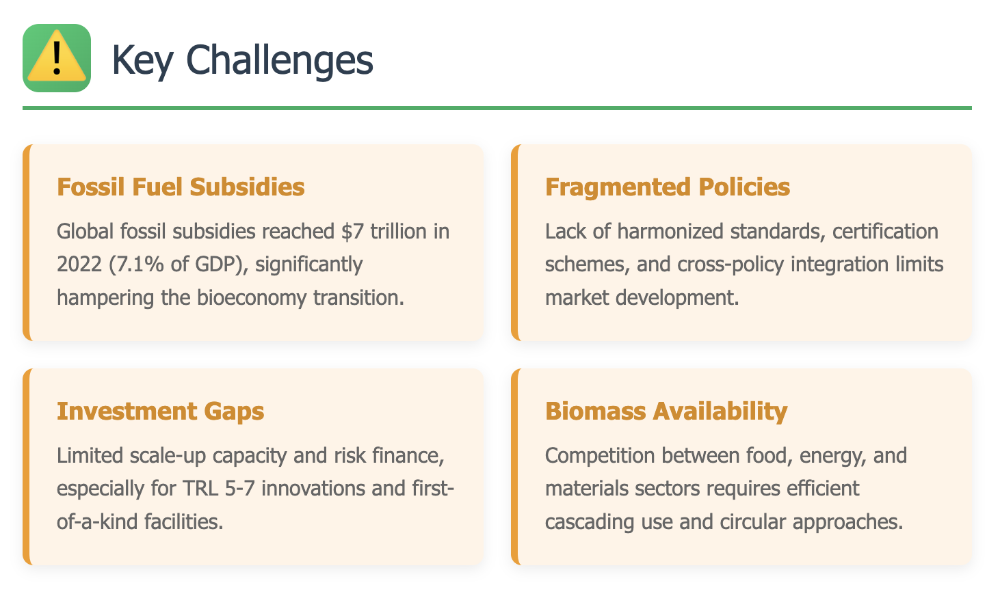 Key Challenges
Fossil Fuel Subsidies
Global fossil subsidies reached $7 trillion in
2022 (7.1% of GDP), significantly
hampering the bioeconomy transition.
Fragmented Policies
Lack of harmonized standards, certification
schemes, and cross-policy integration limits
market development.
Investment Gaps
Limited scale-up capacity and risk finance,
especially for TRL 5-7 innovations and first-
of-a-kind facilities.
Biomass Availability
Competition between food, energy, and
materials sectors requires efficient
cascading use and circular approaches.